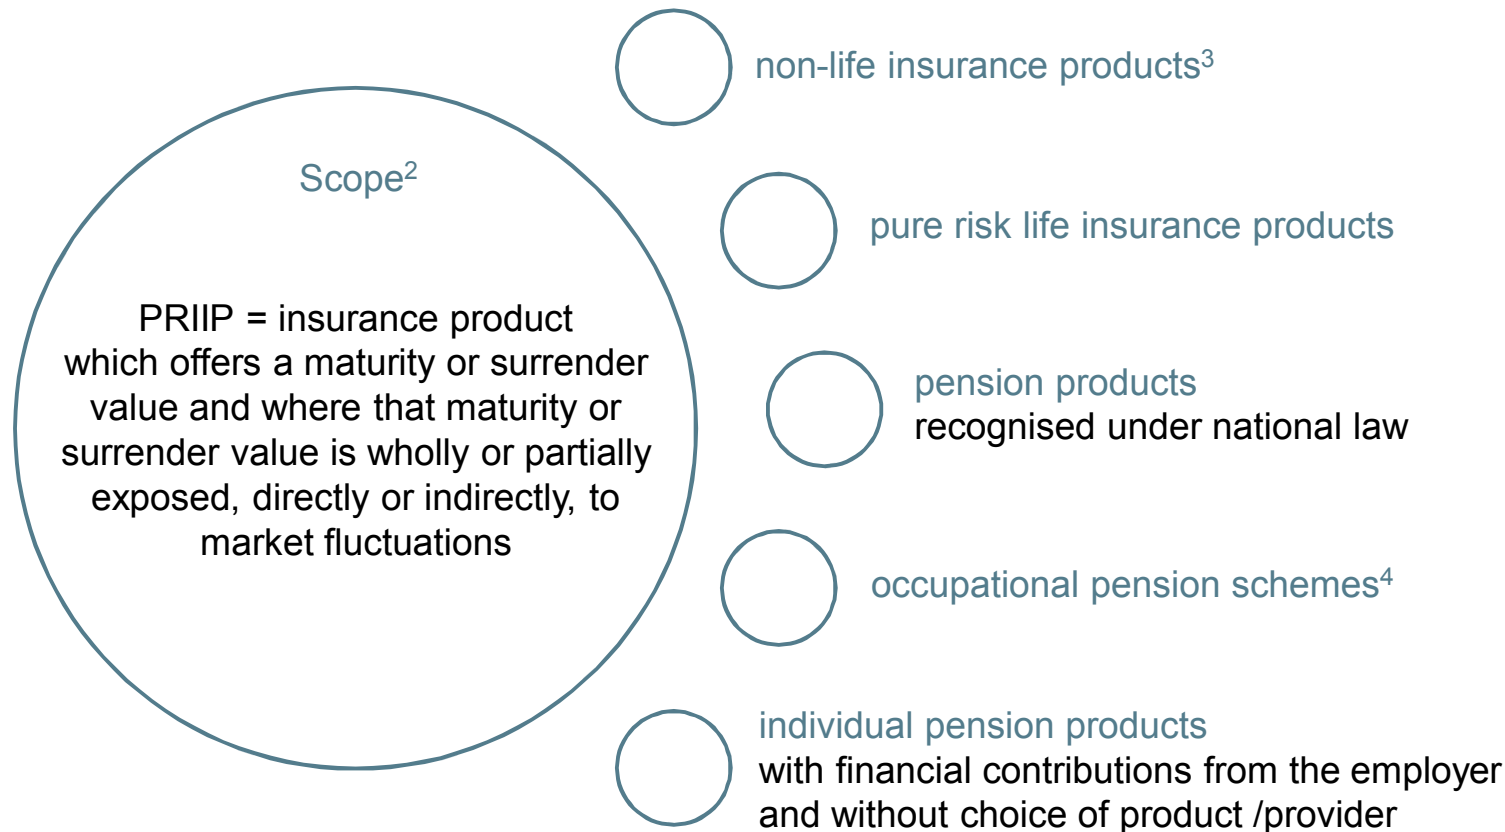 non-life insurance products³
Scope²
pure risk life insurance products
PRIIP = insurance product
which offers a maturity or surrender
value and where that maturity or
surrender value is wholly or partially
exposed, directly or indirectly, to
market fluctuations
pension products
recognised under national law
occupational pension schemes⁴
individual pension products
with financial contributions from the employer
and without choice of product /provider